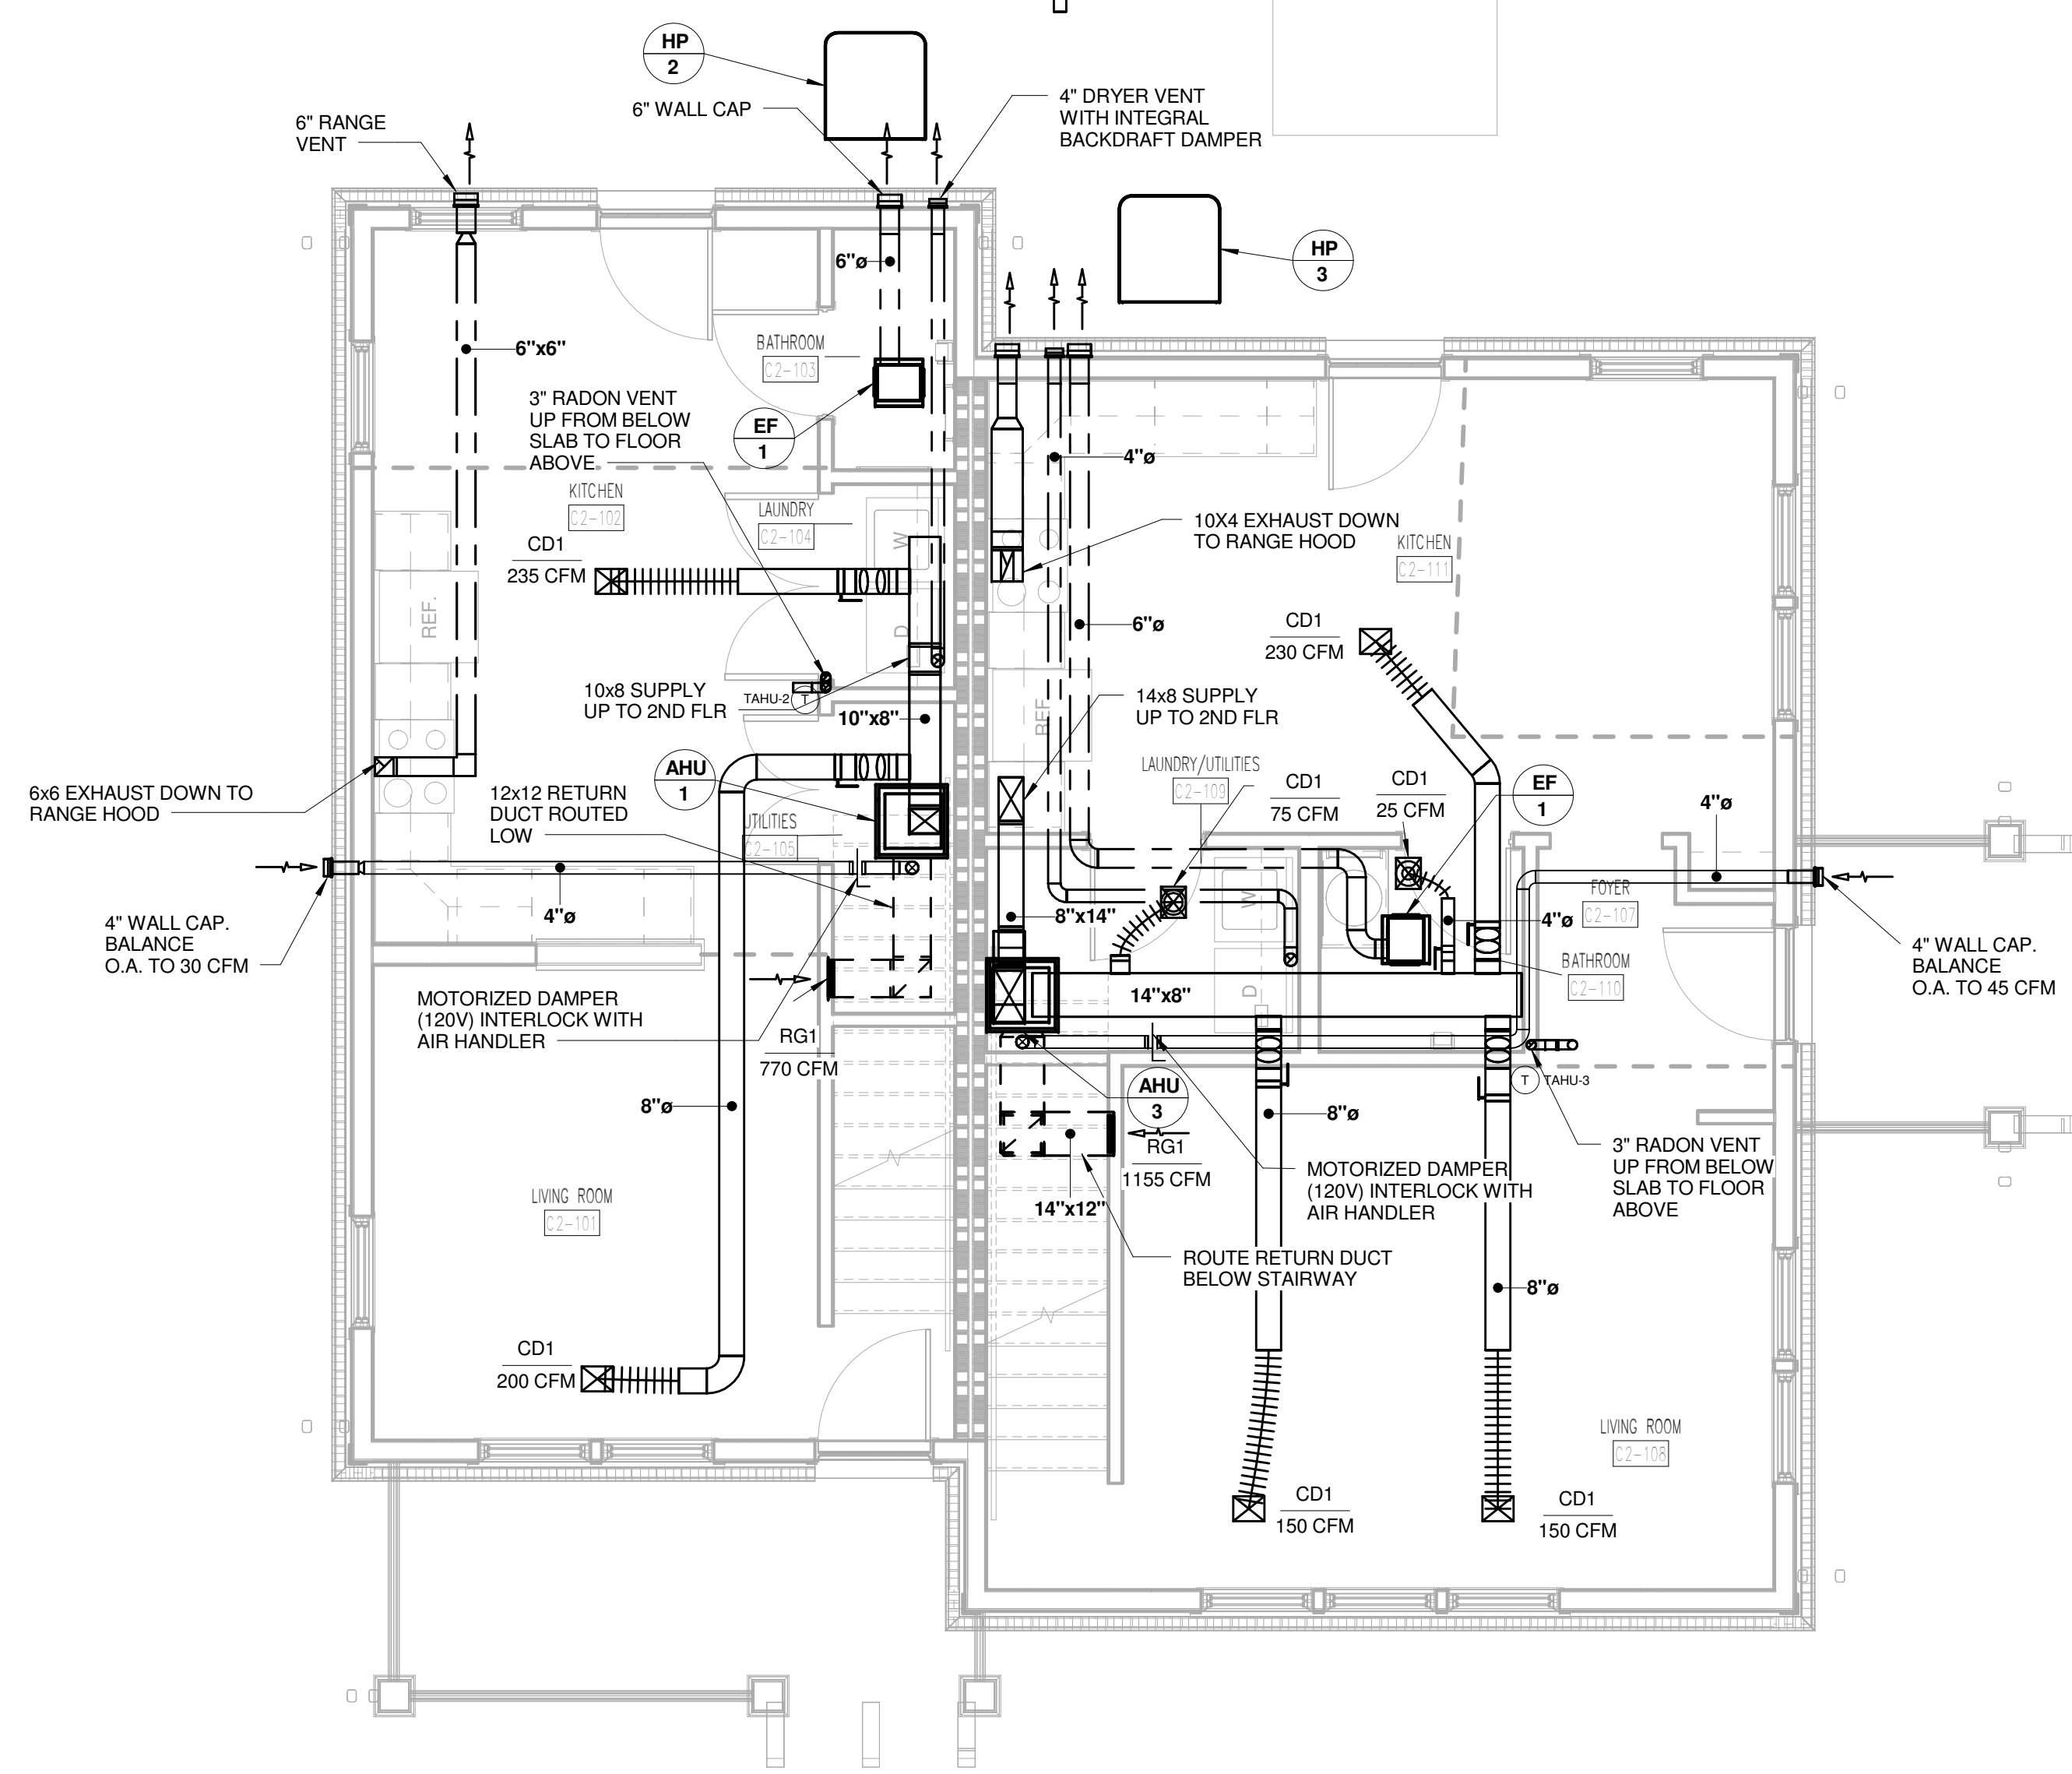 HP
2
6" WALL CAP
4" DRYER VENT
WITH INTEGRAL
BACKDRAFT DAMPER
6" RANGE
VENT
HP
3
6"ø
6"x6"
BATHROOM
C2-103
3" RADON VENT
UP FROM BELOW
SLAB TO FLOOR
ABOVE
EF
1
4"ø
KITCHEN
C2-102
LAUNDRY
C2-104
W
10X4 EXHAUST DOWN
TO RANGE HOOD
KITCHEN
C2-111
CD1
235 CFM
REF.
D
6"ø
CD1
230 CFM
10x8 SUPPLY
UP TO 2ND FLR
TAHU-2
T
10"x8"
14x8 SUPPLY
UP TO 2ND FLR
REF.
AHU
1
LAUNDRY/UTILITIES
C2-109
CD1
75 CFM
CD1
25 CFM
EF
1
4"ø
6x6 EXHAUST DOWN TO
RANGE HOOD
12x12 RETURN
DUCT ROUTED
LOW
UTILITIES
C2-105
4"ø
4" WALL CAP.
BALANCE
O.A. TO 30 CFM
8"x14"
W
4"ø
FOYER
C2-107
BATHROOM
C2-110
4" WALL CAP.
BALANCE
O.A. TO 45 CFM
MOTORIZED DAMPER
(120V) INTERLOCK WITH
AIR HANDLER
RG1
770 CFM
14"x8"
D
AHU
3
T
TAHU-3
8"ø
8"ø
RG1
1155 CFM
14"x12"
MOTORIZED DAMPER
(120V) INTERLOCK WITH
AIR HANDLER
3" RADON VENT
UP FROM BELOW
SLAB TO FLOOR
ABOVE
LIVING ROOM
C2-101
ROUTE RETURN DUCT
BELOW STAIRWAY
8"ø
CD1
200 CFM
LIVING ROOM
C2-108
CD1
150 CFM
CD1
150 CFM